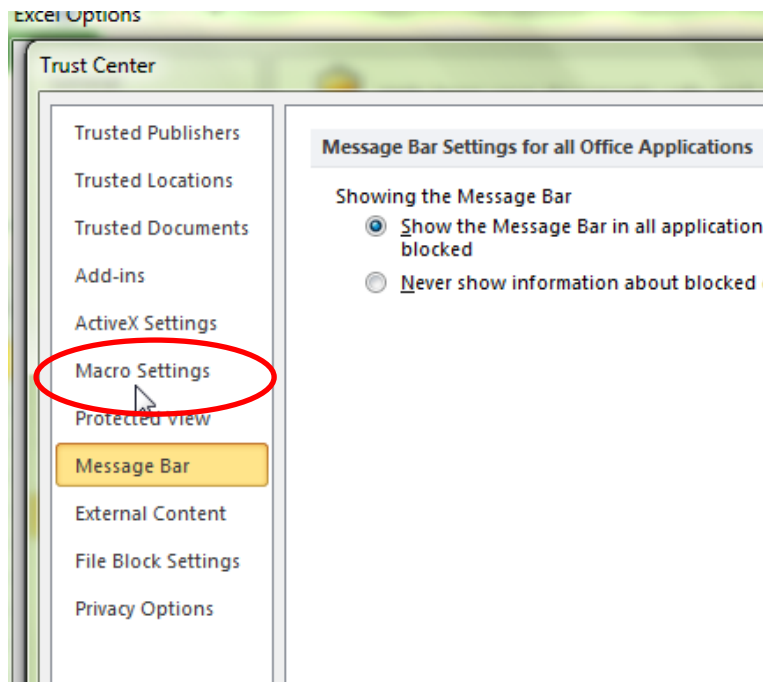 Excel Options
Trust Center
Trusted Publishers
Trusted Locations
Trusted Documents
Add-ins
ActiveX Settings
Macro Settings
Protected View
Message Bar
External Content
File Block Settings
Privacy Options
Message Bar Settings for all Office Applications
Showing the Message Bar
Show the Message Bar in all application
blocked
Never show information about blocked